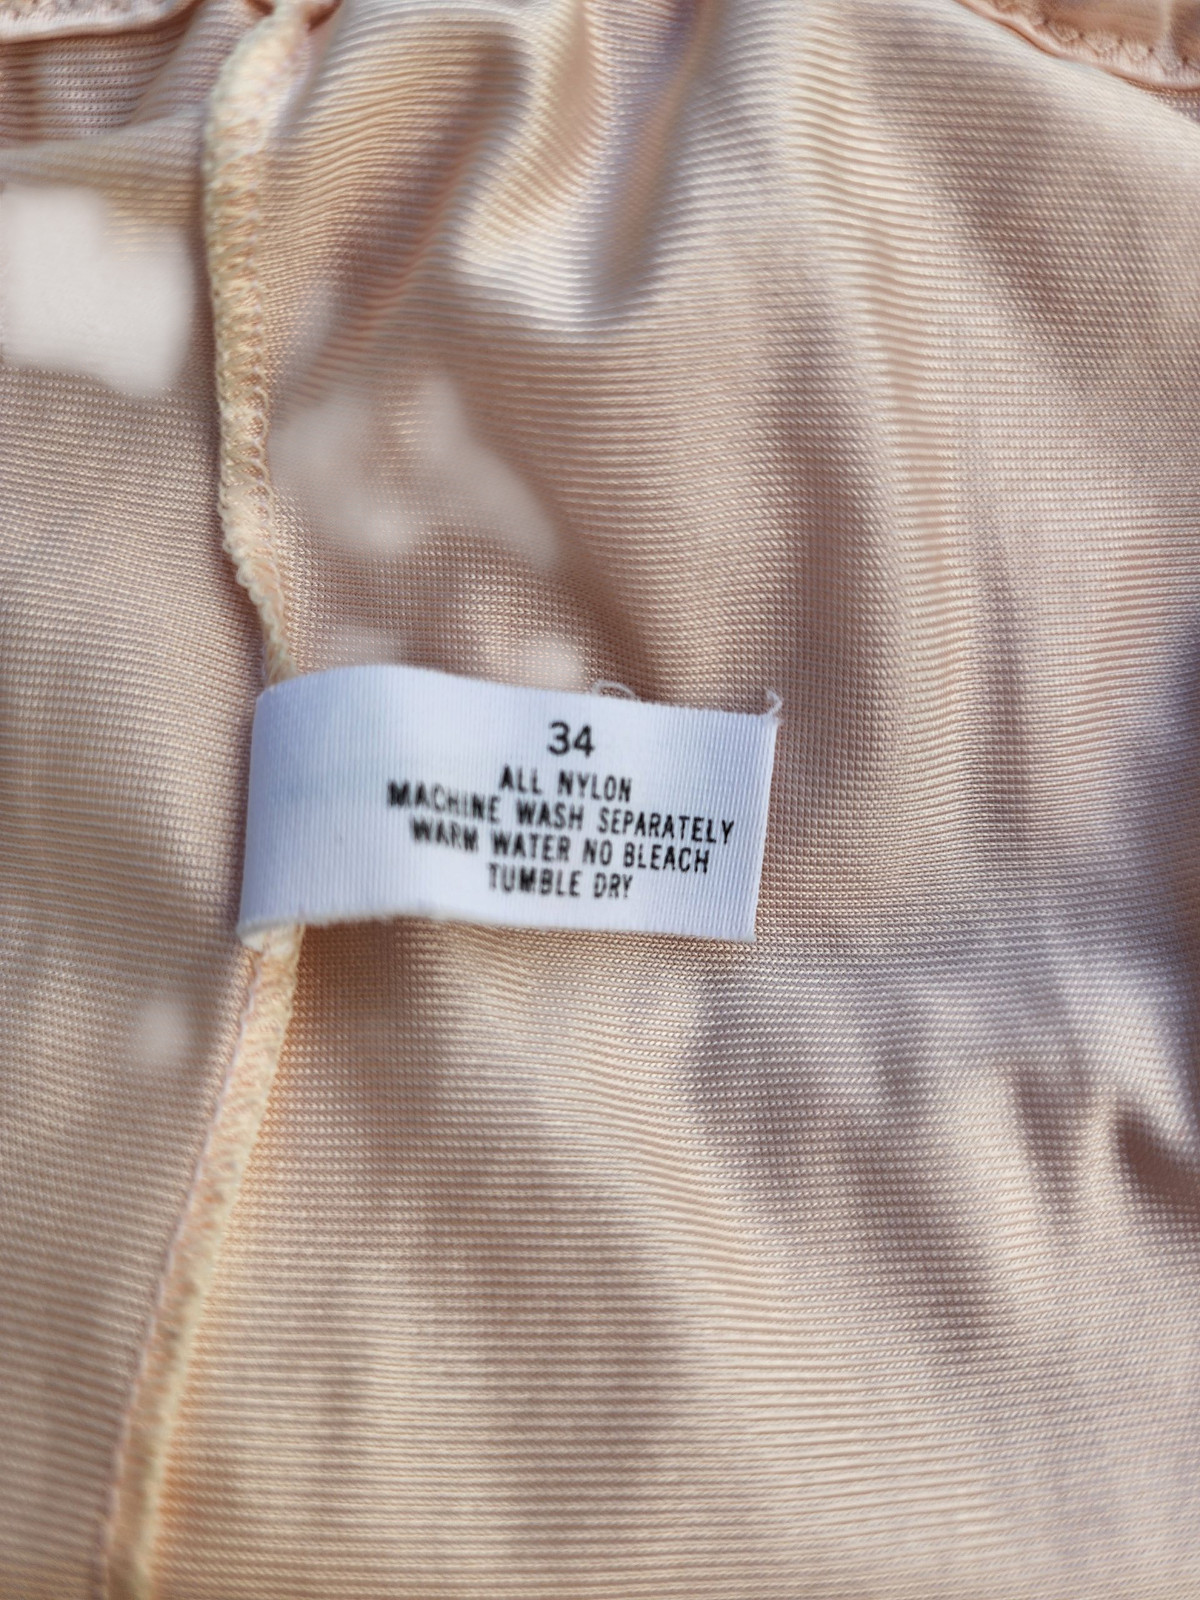 34
ALL NYLON
MACHINE WASH SEPARATELY
WARM WATER NO BLEACH
TUMBLE DRY